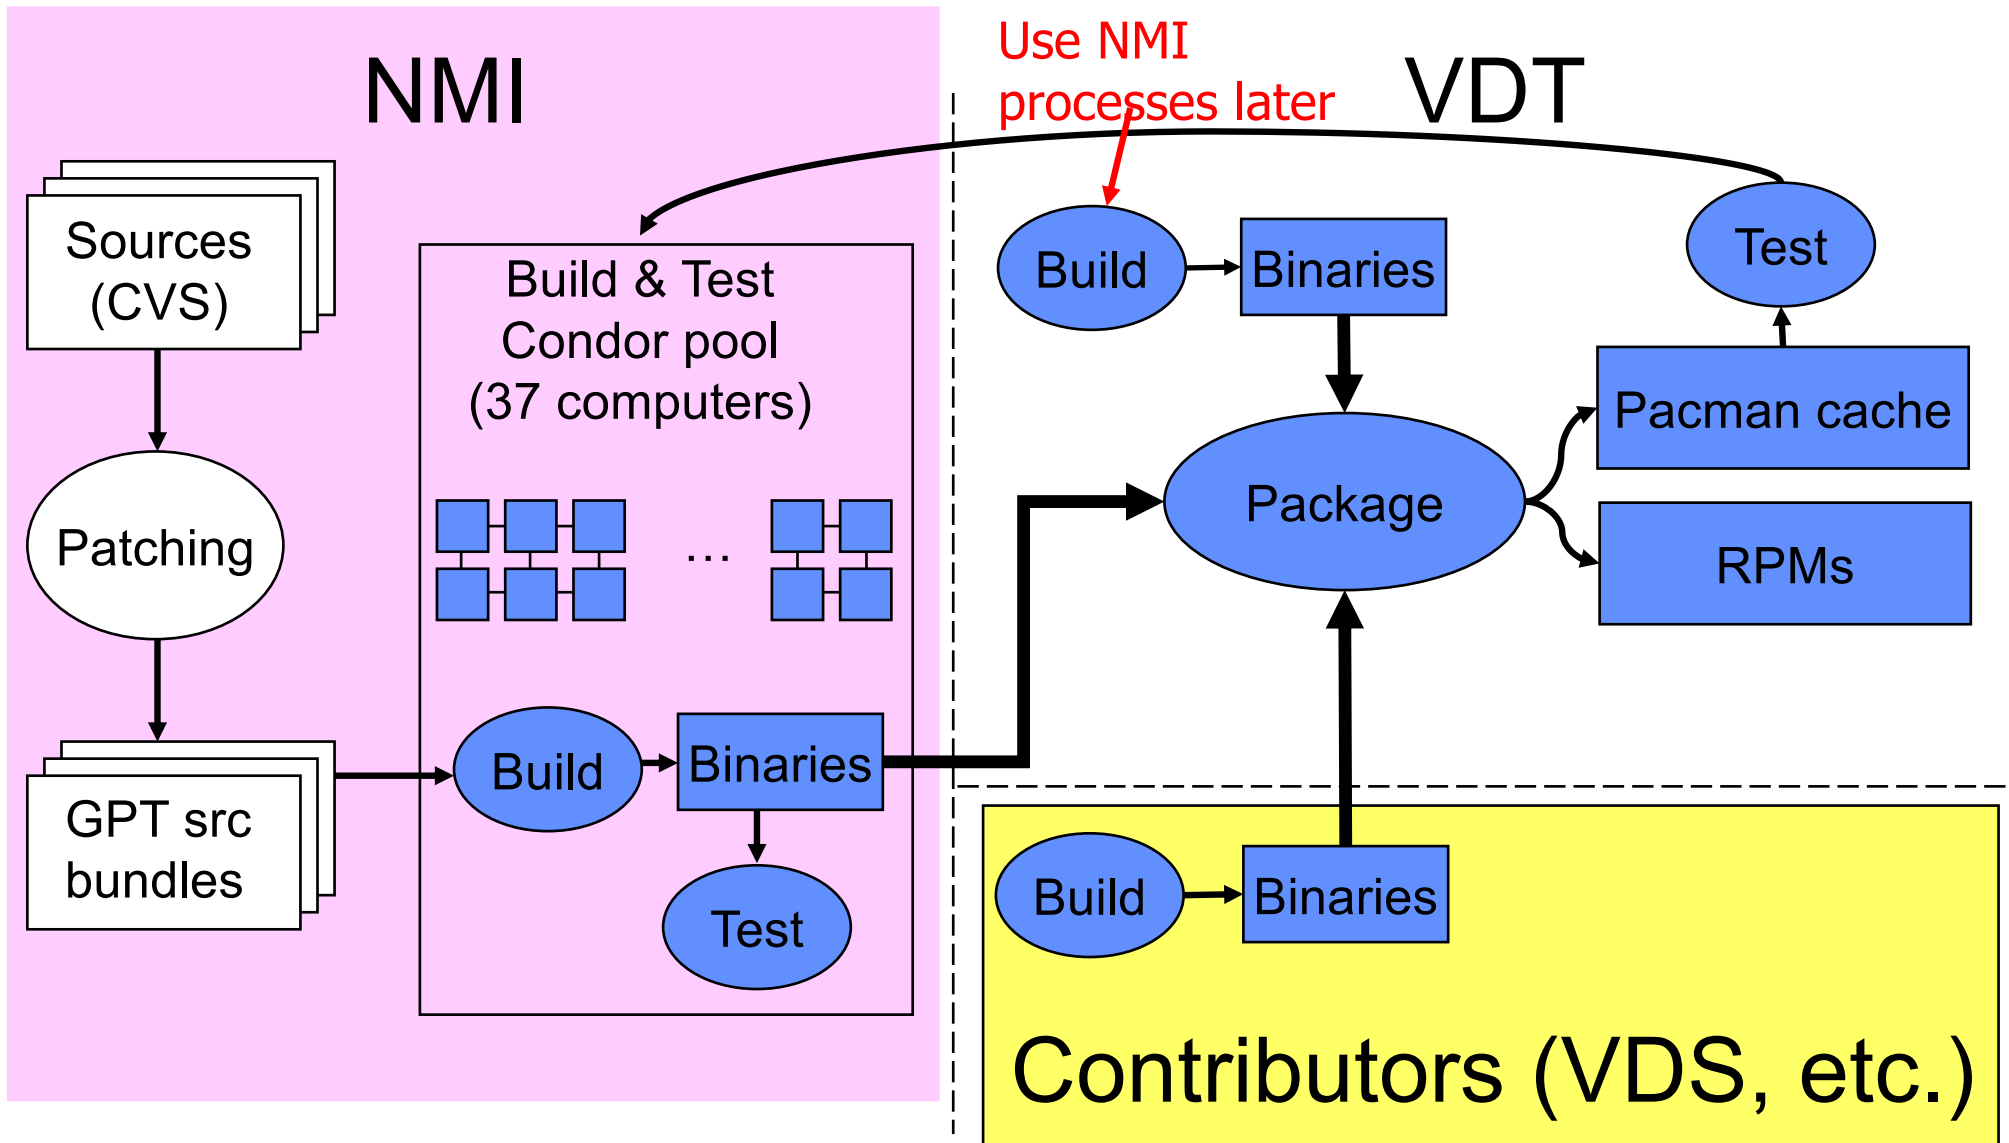 NMI
Use NMI
processes later
VDT
Sources
(CVS)
Build & Test
Condor pool
(37 computers)
Build
Binaries
Test
Pacman cache
Patching
...
Package
RPMs
GPT src
bundles
Build
Binaries
Test
Build
Binaries
Contributors (VDS, etc.)